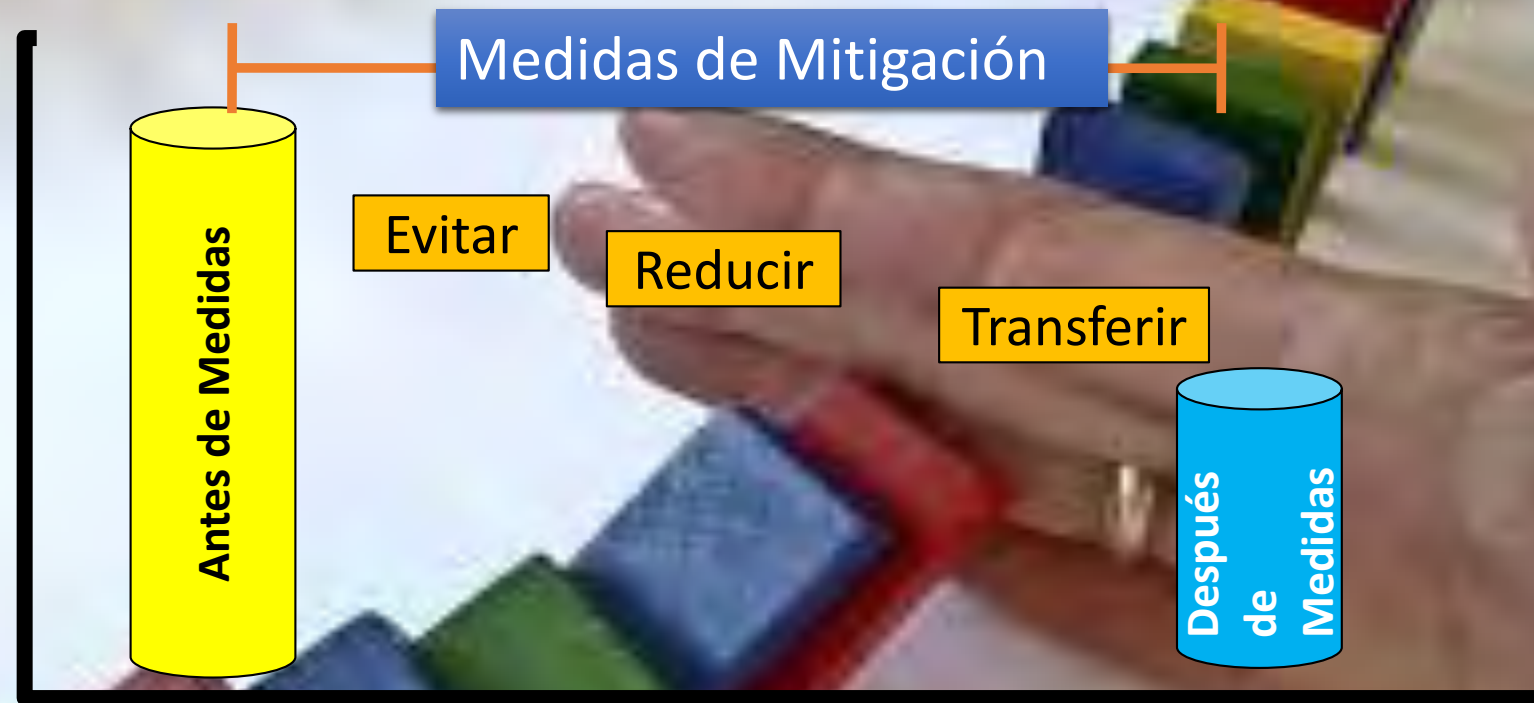 Medidas de Mitigación
Antes de Medidas
Evitar
Reducir
Transferir
Después
de
Medidas